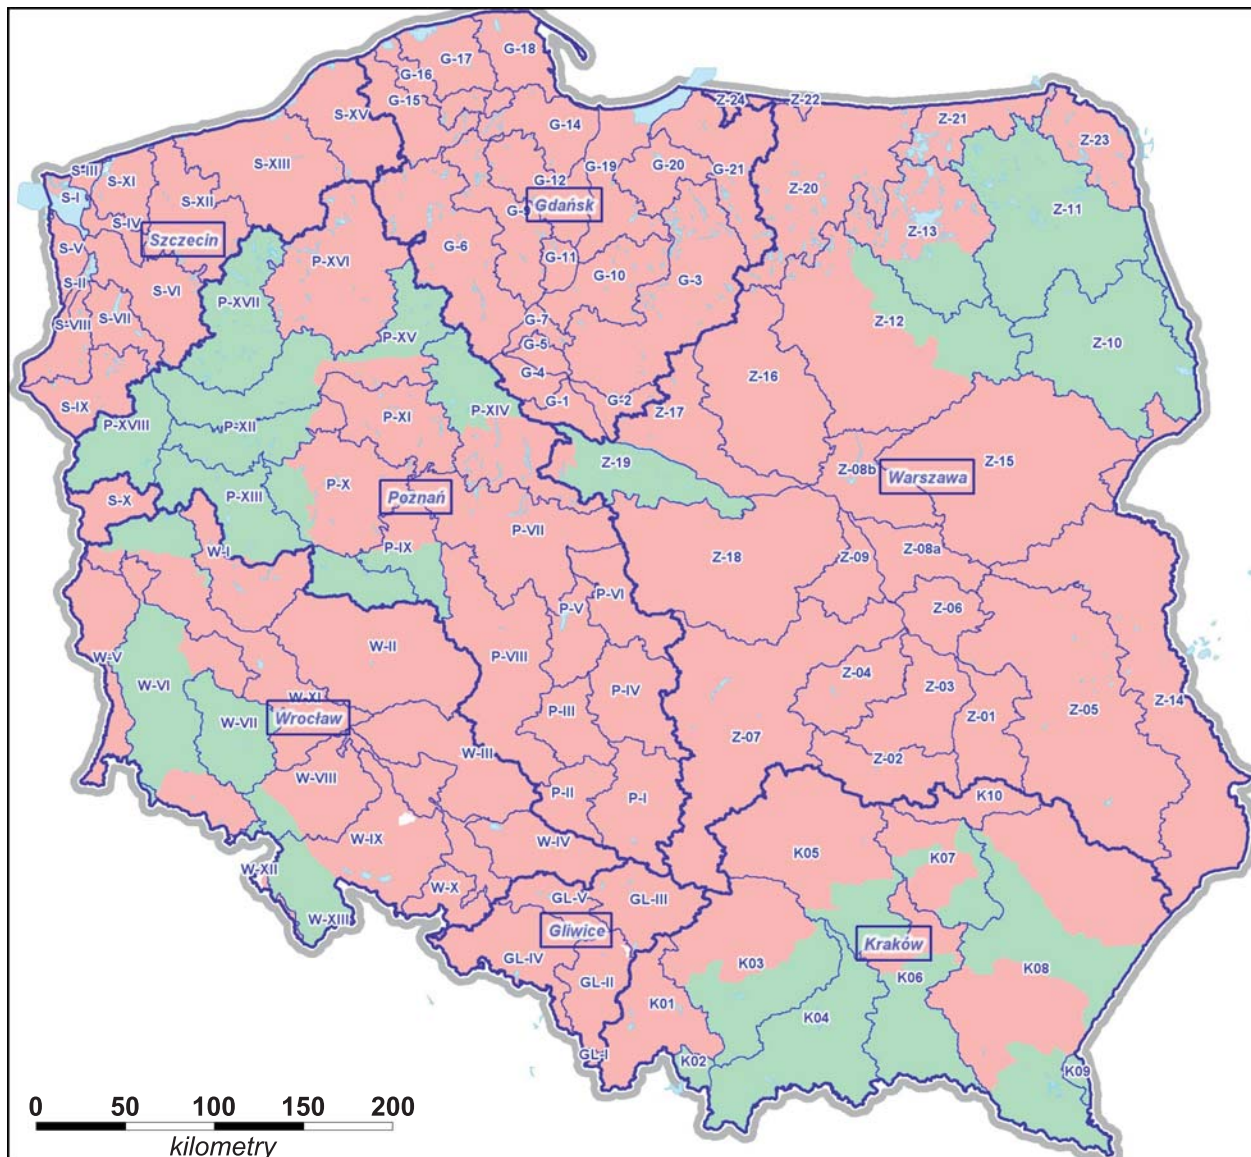 G-18
G-17
G-16
G-15
Z-24
Z-22
S-XV
G-14
Z-21
Z-23
S-XIII
S-III
S-XI
G-19
G-20
G-21
G-12
S-I
S-XII
Z-20
G-9
Gdańsk
Z-11
S-IV
Szczecin
Z-13
S-V
G-6
G-11
P-XVI
S-II
G-10
G-3
S-VI
P-XVII
S-VIII
S-VII
G-7
Z-12
P-XV
G-5
Z-10
G-4
Z-16
S-IX
G-1
G-2
P-XIV
Z-17
P-XI
P-XVIII
P-XII
Z-19
Z-15
Z-08b
Warszawa
P-X
Poznań
P-XIII
S-X
P-VII
W-I
P-IX
Z-18
Z-09
Z-08a
P-VI
P-V
Z-06
W-II
W-V
P-VIII
W-VI
Z-04
Z-03
W-XI
P-IV
Z-14
Wrocław
P-III
Z-01
Z-05
W-VII
Z-07
W-III
Z-02
W-VIII
P-II
P-I
K10
W-IX
W-IV
K05
K07
W-XII
W-X
GL-V
GL-III
W-XIII
Gliwice
Kraków
GL-IV
K03
K08
K06
GL-II
K01
K04
GL-I
K02
K09
0 50 100 150 200
kilometry